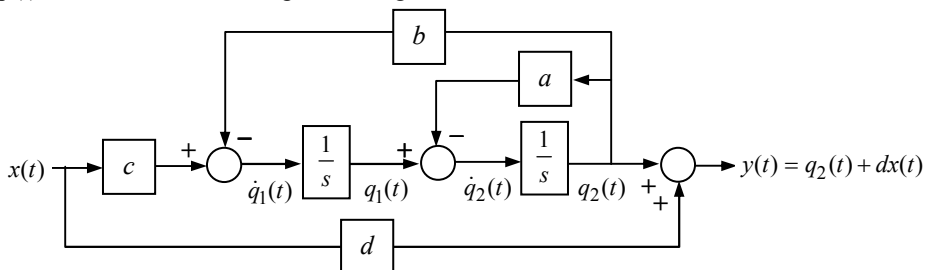 b
a
x(t)
c
+
−
q̇₁(t)
1
s
q₁(t)
+
−
q̇₂(t)
1
s
q₂(t)
+
+
y(t) = q₂(t) + dx(t)
d